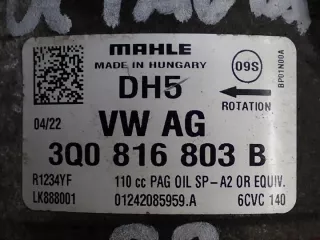 MAHLE
MADE IN HUNGARY
09S
BP01N00A
DH5
ROTATION
04/22
VW AG
3Q0 816 803 B
R1234YF 110 cc PAG OIL SP-A2 OR EQUIV.
LK888001 01242085959.A 6CVC 140